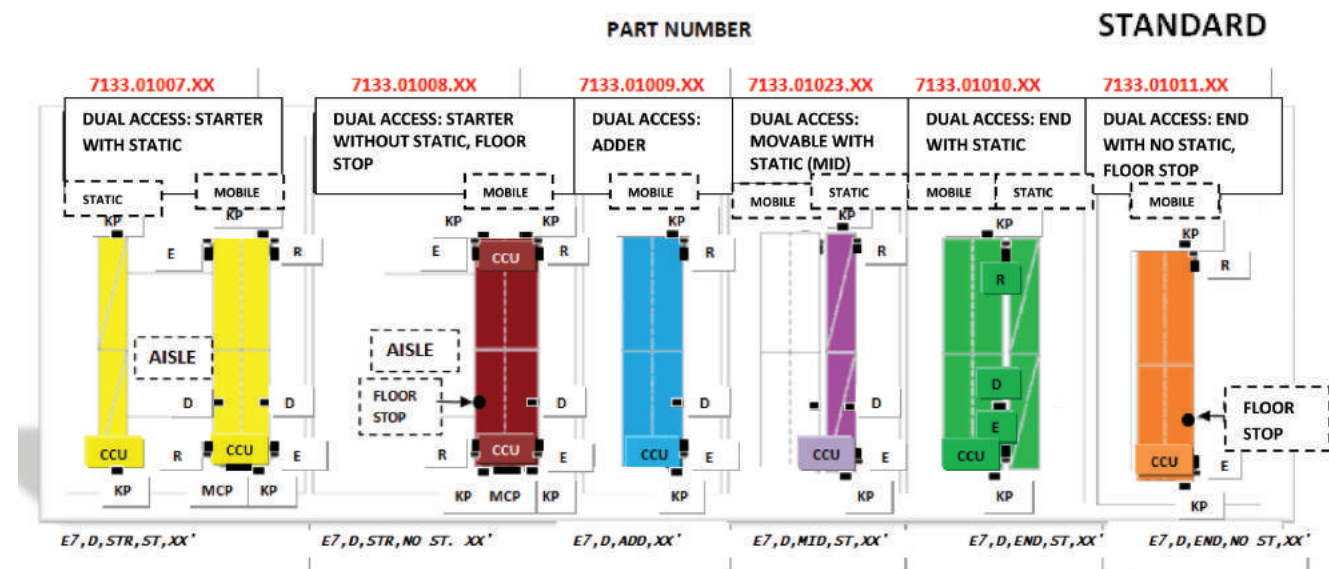 PART NUMBER
STANDARD
7133.01007.XX
7133.01008.XX
7133.01009.XX
7133.01023.XX
7133.01010.XX
7133.01011.XX
DUAL ACCESS: STARTER
WITH STATIC
DUAL ACCESS: STARTER
WITHOUT STATIC, FLOOR
STOP
DUAL ACCESS:
ADDER
DUAL ACCESS:
MOVABLE WITH
STATIC (MID)
DUAL ACCESS: END
WITH STATIC
DUAL ACCESS: END
WITH NO STATIC,
FLOOR STOP
STATIC
MOBILE
KP
KP
E
R
AISLE
D
D
CCU
CCU
R
E
KP
MCP
KP
MOBILE
KP
KP
E
CCU
R
AISLE
FLOOR
STOP
D
CCU
R
E
KP
MCP
KP
MOBILE
KP
R
D
CCU
E
KP
MOBILE
STATIC
KP
R
D
CCU
E
KP
MOBILE
STATIC
KP
R
D
E
CCU
KP
MOBILE
KP
R
FLOOR
STOP
CCU
E
KP
E7,D,STR,ST,XX'
E7,D,STR,NO ST. XX'
E7,D,ADD,XX'
E7,D,MID,ST,XX'
E7,D,END,ST,XX'
E7,D,END,NO ST,XX'